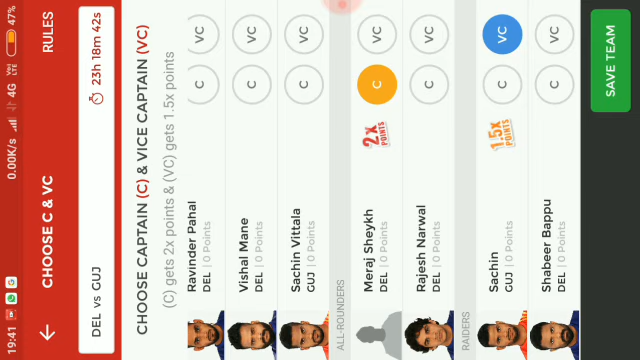 19:41 G 0.00K/s 4G VoI LTE 47%
CHOOSE C & VC RULES
DEL vs GUJ 23h 18m 42s
CHOOSE CAPTAIN (C) & VICE CAPTAIN (VC)
(C) gets 2x points & (VC) gets 1.5x points
Ravinder Pahal
DEL | 0 Points
C VC
Vishal Mane
DEL | 0 Points
C VC
Sachin Vittala
GUJ | 0 Points
C VC
ALL-ROUNDERS
Meraj Sheykh
DEL | 0 Points
2x POINTS
C VC
Rajesh Narwal
DEL | 0 Points
C VC
RAIDERS
Sachin
GUJ | 0 Points
1.5x POINTS
C VC
Shabeer Bappu
DEL | 0 Points
C VC
SAVE TEAM